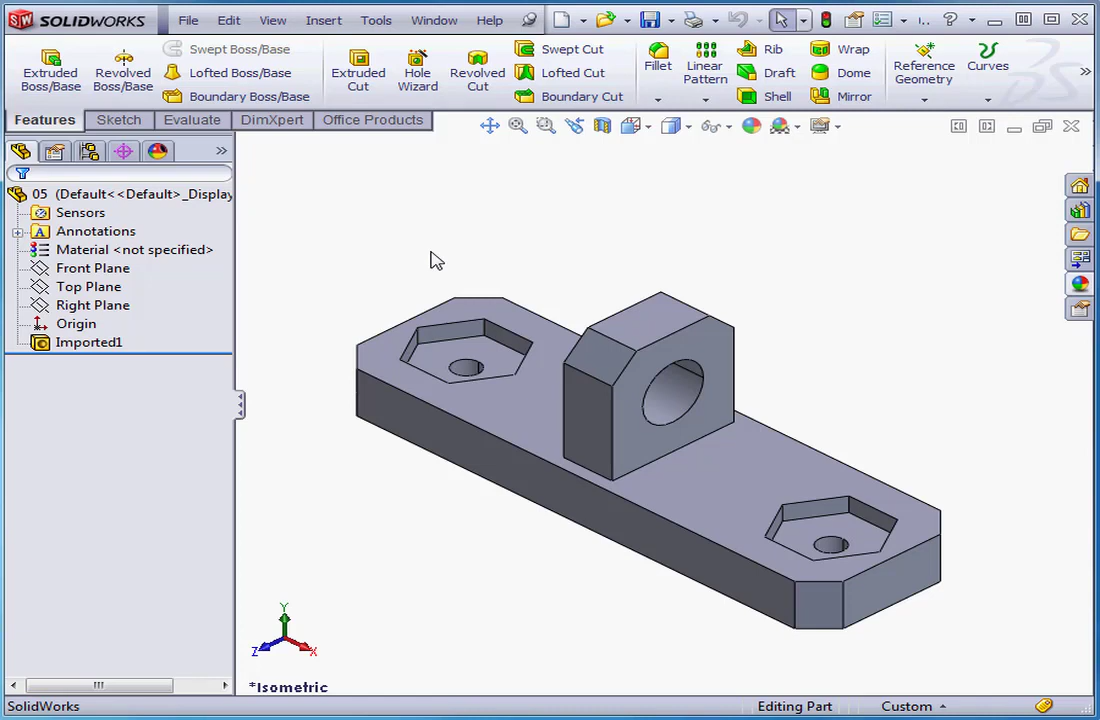 SOLIDWORKS File Edit View Insert Tools Window Help
Extruded Boss/Base
Revolved Boss/Base
Swept Boss/Base
Lofted Boss/Base
Boundary Boss/Base
Extruded Cut
Hole Wizard
Revolved Cut
Swept Cut
Lofted Cut
Boundary Cut
Fillet
Linear Pattern
Rib
Draft
Shell
Wrap
Dome
Mirror
Reference Geometry
Curves
Features Sketch Evaluate DimXpert Office Products
05 (Default<<Default>_Display
Sensors
Annotations
Material <not specified>
Front Plane
Top Plane
Right Plane
Origin
Imported1
Y
Z X
*Isometric
SolidWorks Editing Part Custom